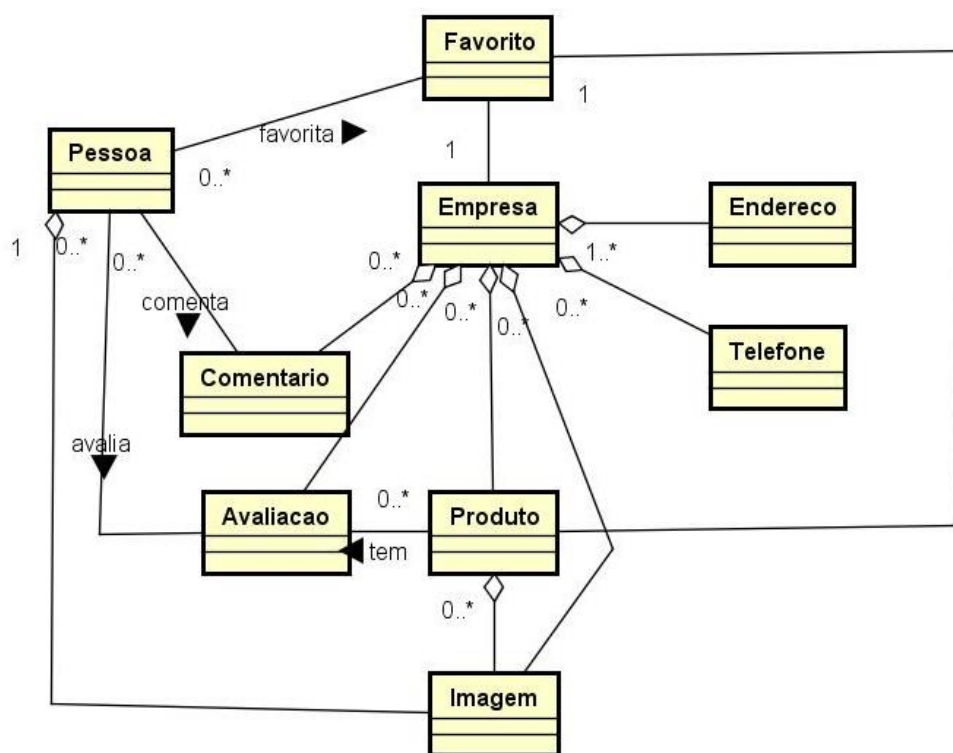 Favorito
1
favorita
Pessoa
1
0..*
Empresa
Endereco
1
0..*
0..*
0..*
1..*
0..*
0..*
0..*
0..*
comenta
Telefone
Comentario
avalia
0..*
Avaliacao
Produto
tem
0..*
Imagem